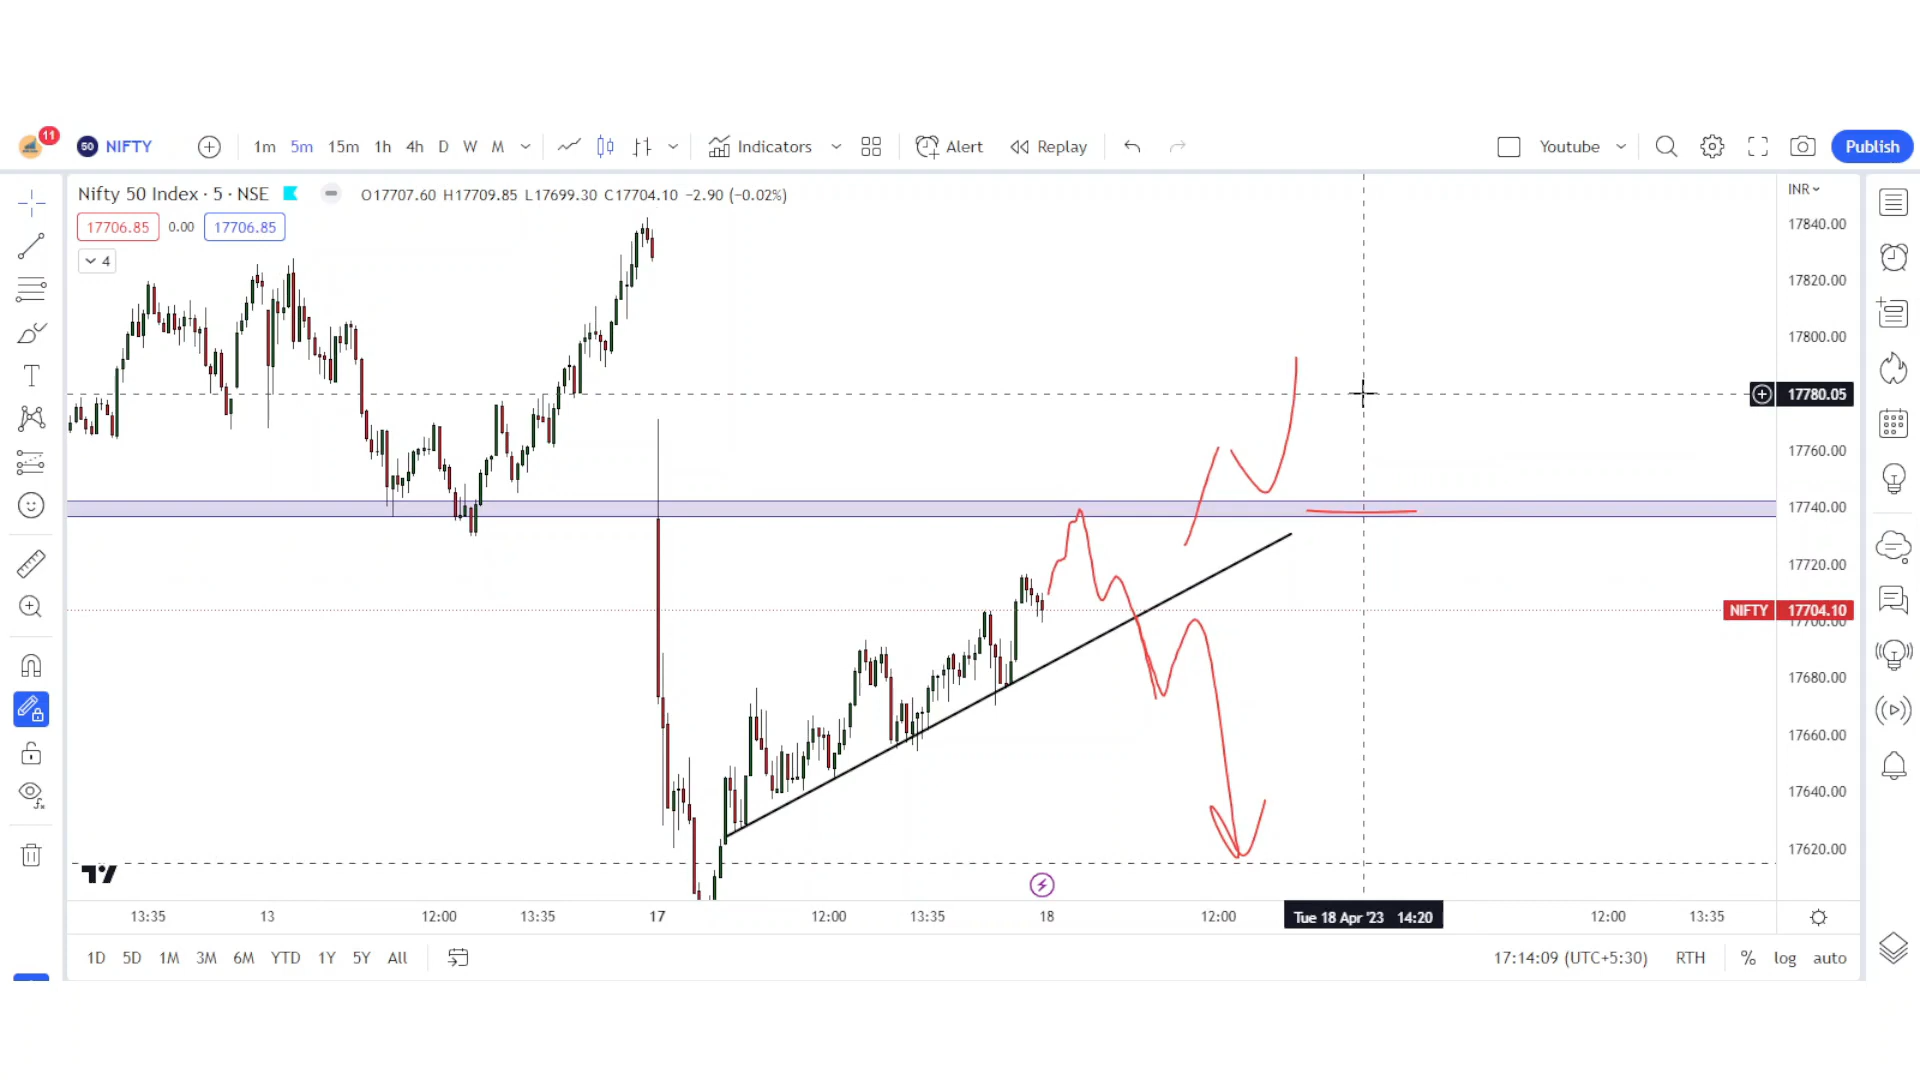 11 50 NIFTY 1m 5m 15m 1h 4h D W M Indicators Alert Replay Youtube Publish
Nifty 50 Index · 5 · NSE O17707.60 H17709.85 L17699.30 C17704.10 −2.90 (−0.02%) INR
17706.85 0.00 17706.85
4
17840.00
17820.00
17800.00
17780.05
17760.00
17740.00
17720.00
NIFTY 17704.10
17700.00
17680.00
17660.00
17640.00
17620.00
13:35 13 12:00 13:35 17 12:00 13:35 18 12:00 Tue 18 Apr '23 14:20 12:00 13:35
1D 5D 1M 3M 6M YTD 1Y 5Y All 17:14:09 (UTC+5:30) RTH % log auto